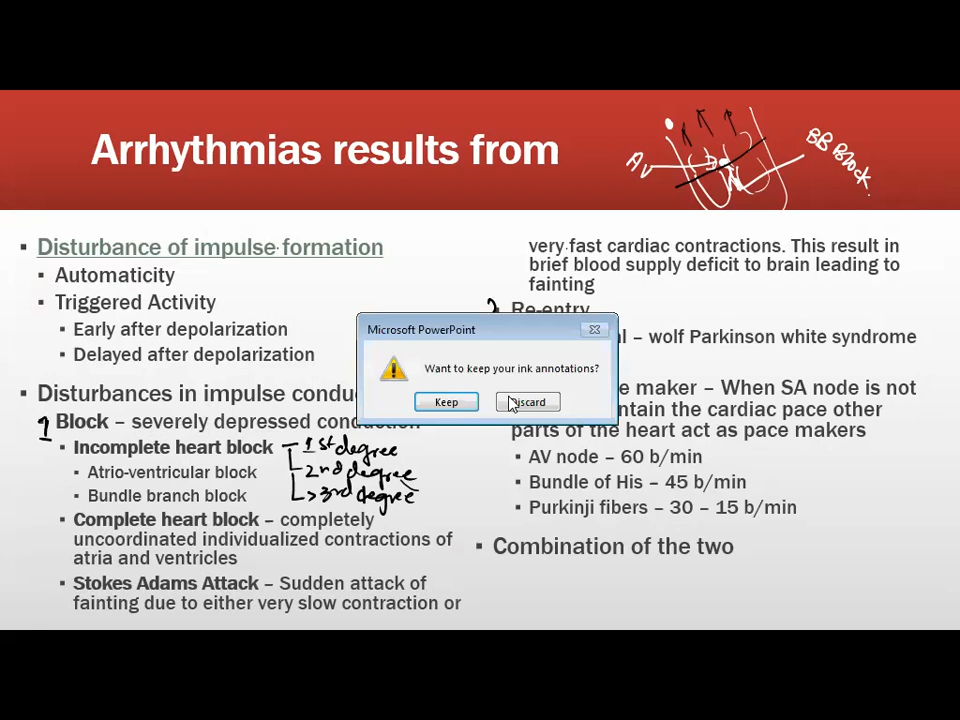 Arrhythmias results from
AV
BB Block
Disturbance of impulse formation
Automaticity
Triggered Activity
Early after depolarization
Delayed after depolarization
Disturbances in impulse
1 Block – severely depressed conduction
Incomplete heart block
Atrio-ventricular block
Bundle branch block
1st degree
2nd degree
3rd degree
Complete heart block – completely
uncoordinated individualized contractions of
atria and ventricles
Stokes Adams Attack – Sudden attack of
fainting due to either very slow contraction or
very fast cardiac contractions. This result in
brief blood supply deficit to brain leading to
fainting
Re-entry
– wolf Parkinson white syndrome
maker – When SA node is not
the cardiac pace other
parts of the heart act as pace makers
AV node – 60 b/min
Bundle of His – 45 b/min
Purkinji fibers – 30 – 15 b/min
Combination of the two
Microsoft PowerPoint
Want to keep your ink annotations?
Keep
Discard